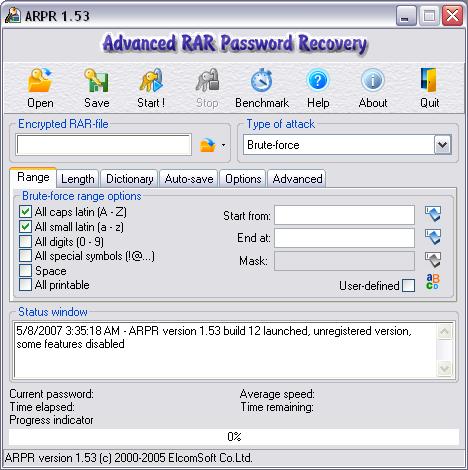 ARPR 1.53
Advanced RAR Password Recovery
Open Save Start ! Stop Benchmark Help About Quit
Encrypted RAR-file
Type of attack
Brute-force
Range Length Dictionary Auto-save Options Advanced
Brute-force range options
All caps latin (A - Z)
All small latin (a - z)
All digits (0 - 9)
All special symbols (!@...)
Space
All printable
Start from:
End at:
Mask:
User-defined
Status window
5/8/2007 3:35:18 AM - ARPR version 1.53 build 12 launched, unregistered version,
some features disabled
Current password:
Average speed:
Time elapsed:
Time remaining:
Progress indicator
0%
ARPR version 1.53 (c) 2000-2005 ElcomSoft Co.Ltd.